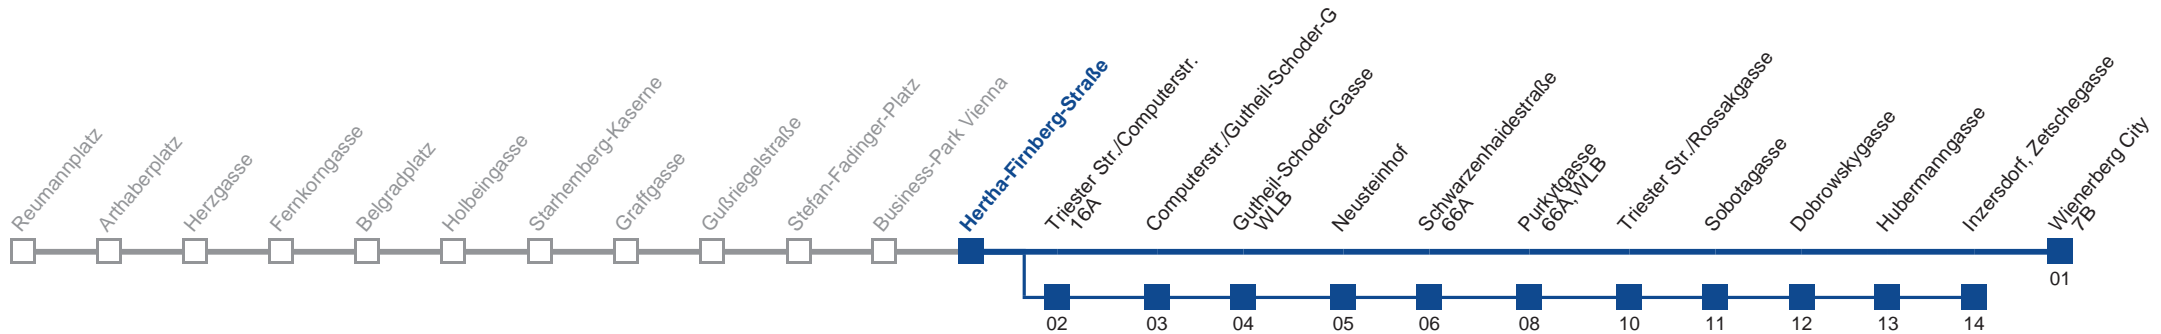 Reumannplatz
Arthaberplatz
Herzgasse
Fernkorngasse
Belgradplatz
Holbeingasse
Starhemberg-Kaserne
Graffgasse
Gußriegelstraße
Stefan-Fadinger-Platz
Business-Park Vienna
Hertha-Firnberg-Straße
Triester Str./Computerstr.
16A
Computerstr./Gutheil-Schoder-G
Gutheil-Schoder-Gasse
WLB
Neusteinhof
Schwarzenhaidestraße
66A
Purkytgasse
66A,WLB
Triester Str./Rossakgasse
Sobotagasse
Dobrowskygasse
Hubermanngasse
Inzersdorf, Zetschegasse
Wienerberg City
7B
01
02 03 04 05 06 08 10 11 12 13 14